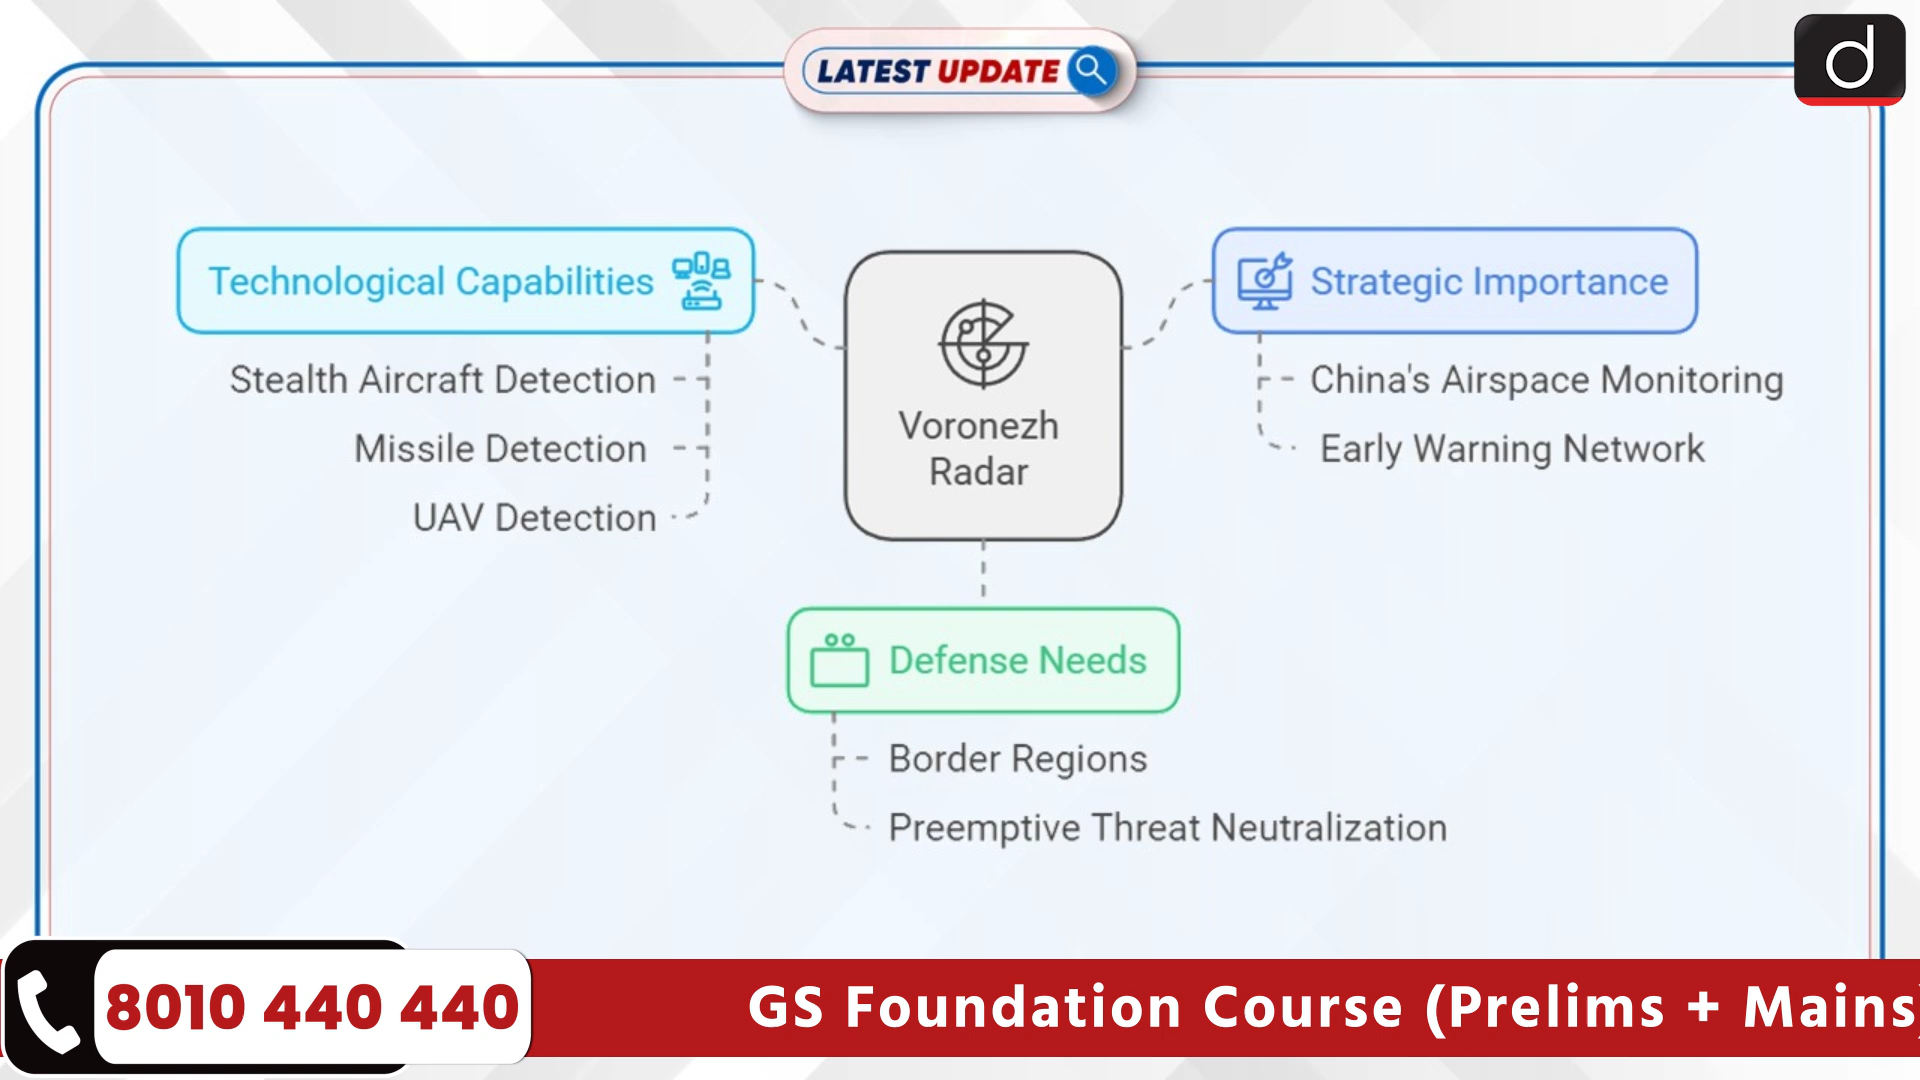 LATEST UPDATE
d
Technological Capabilities
Stealth Aircraft Detection
Missile Detection
UAV Detection
Voronezh
Radar
Strategic Importance
China's Airspace Monitoring
Early Warning Network
Defense Needs
Border Regions
Preemptive Threat Neutralization
8010 440 440
GS Foundation Course (Prelims + Mains)